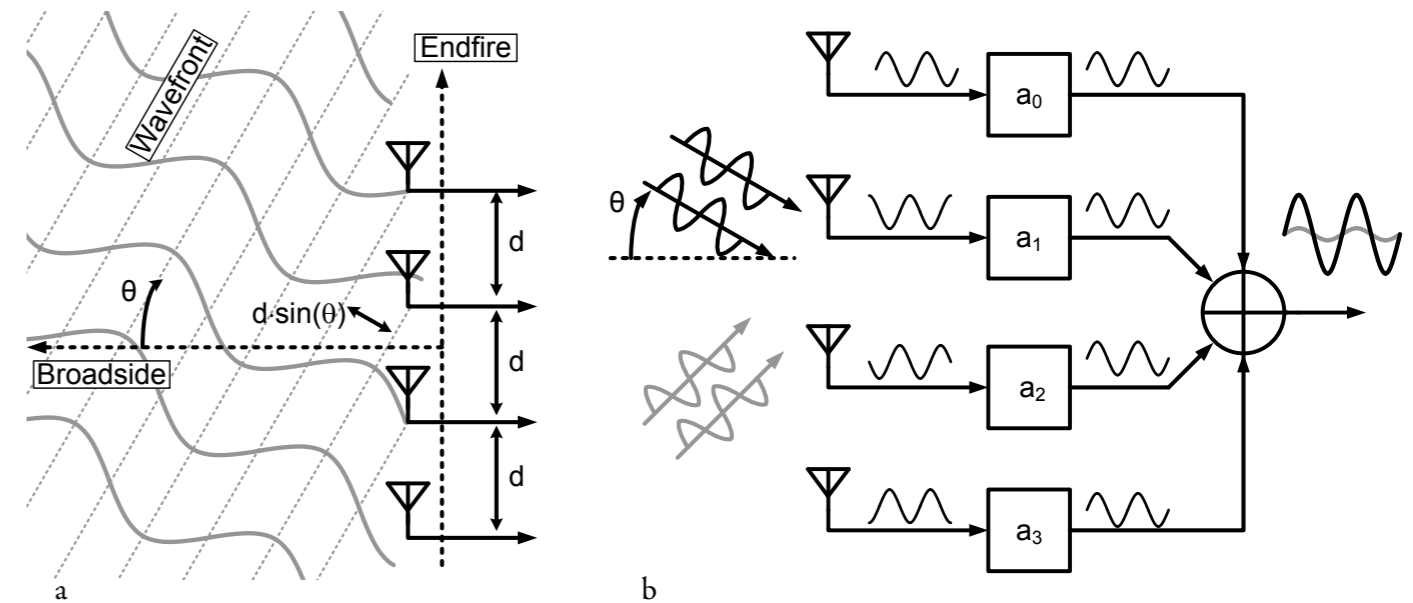 Endfire
Wavefront
d
θ
d
d·sin(θ)
Broadside
d
a
a₀
θ
a₁
a₂
a₃
b